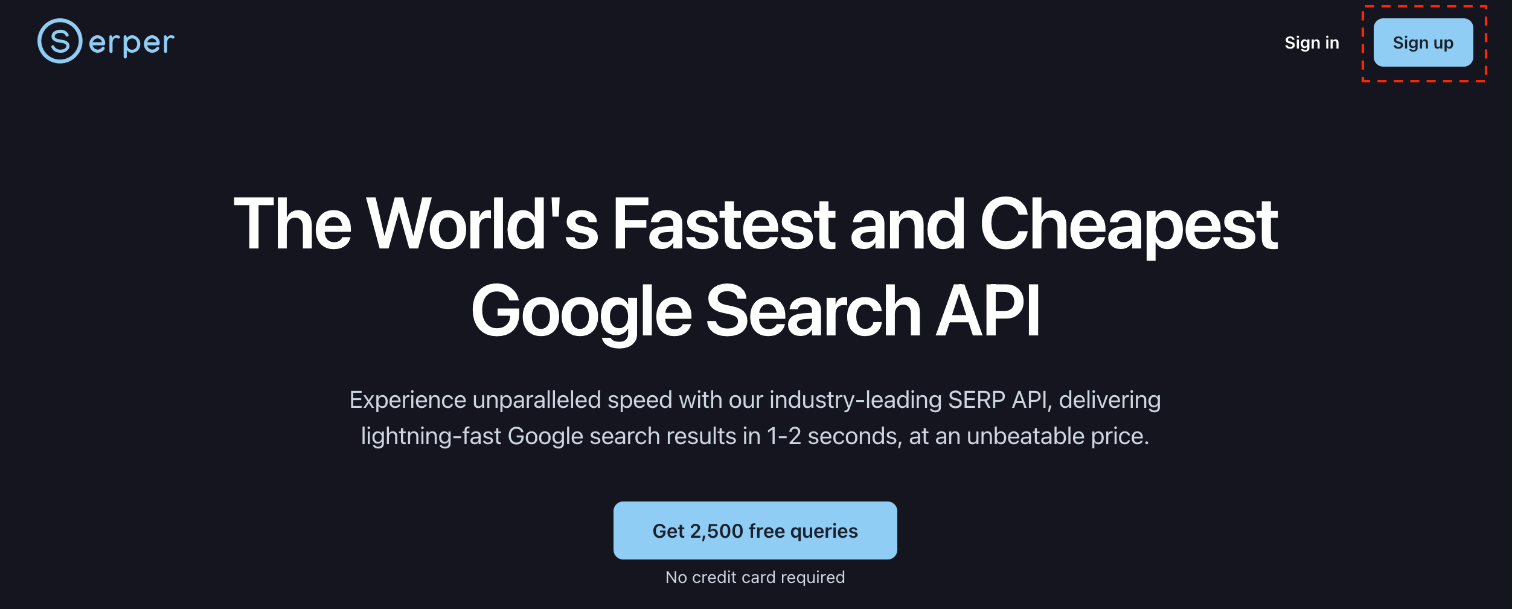 Serper
Sign in
Sign up
The World's Fastest and Cheapest
Google Search API
Experience unparalleled speed with our industry-leading SERP API, delivering
lightning-fast Google search results in 1-2 seconds, at an unbeatable price.
Get 2,500 free queries
No credit card required